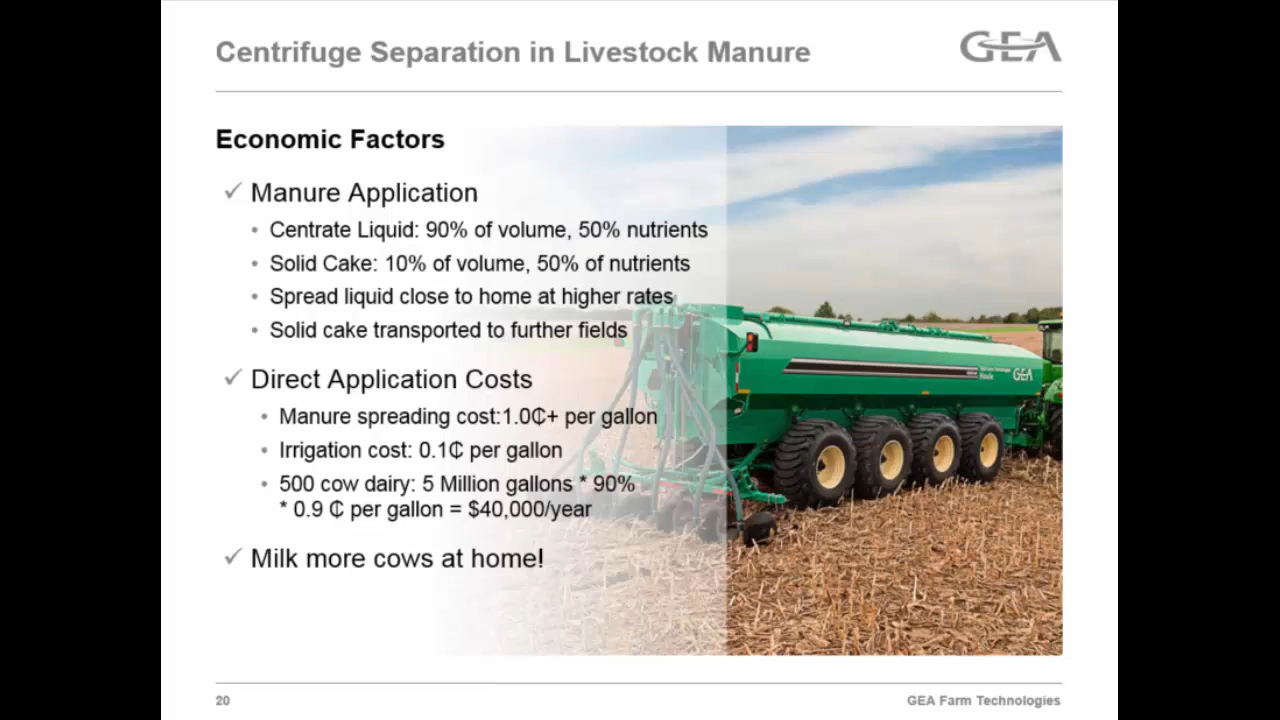 Centrifuge Separation in Livestock Manure
GEA
Economic Factors
✓ Manure Application
• Centrate Liquid: 90% of volume, 50% nutrients
• Solid Cake: 10% of volume, 50% of nutrients
• Spread liquid close to home at higher rates
• Solid cake transported to further fields
✓ Direct Application Costs
• Manure spreading cost:1.0₵+ per gallon
• Irrigation cost: 0.1₵ per gallon
• 500 cow dairy: 5 Million gallons * 90%
* 0.9 ₵ per gallon = $40,000/year
✓ Milk more cows at home!
Houle
GEA
20
GEA Farm Technologies